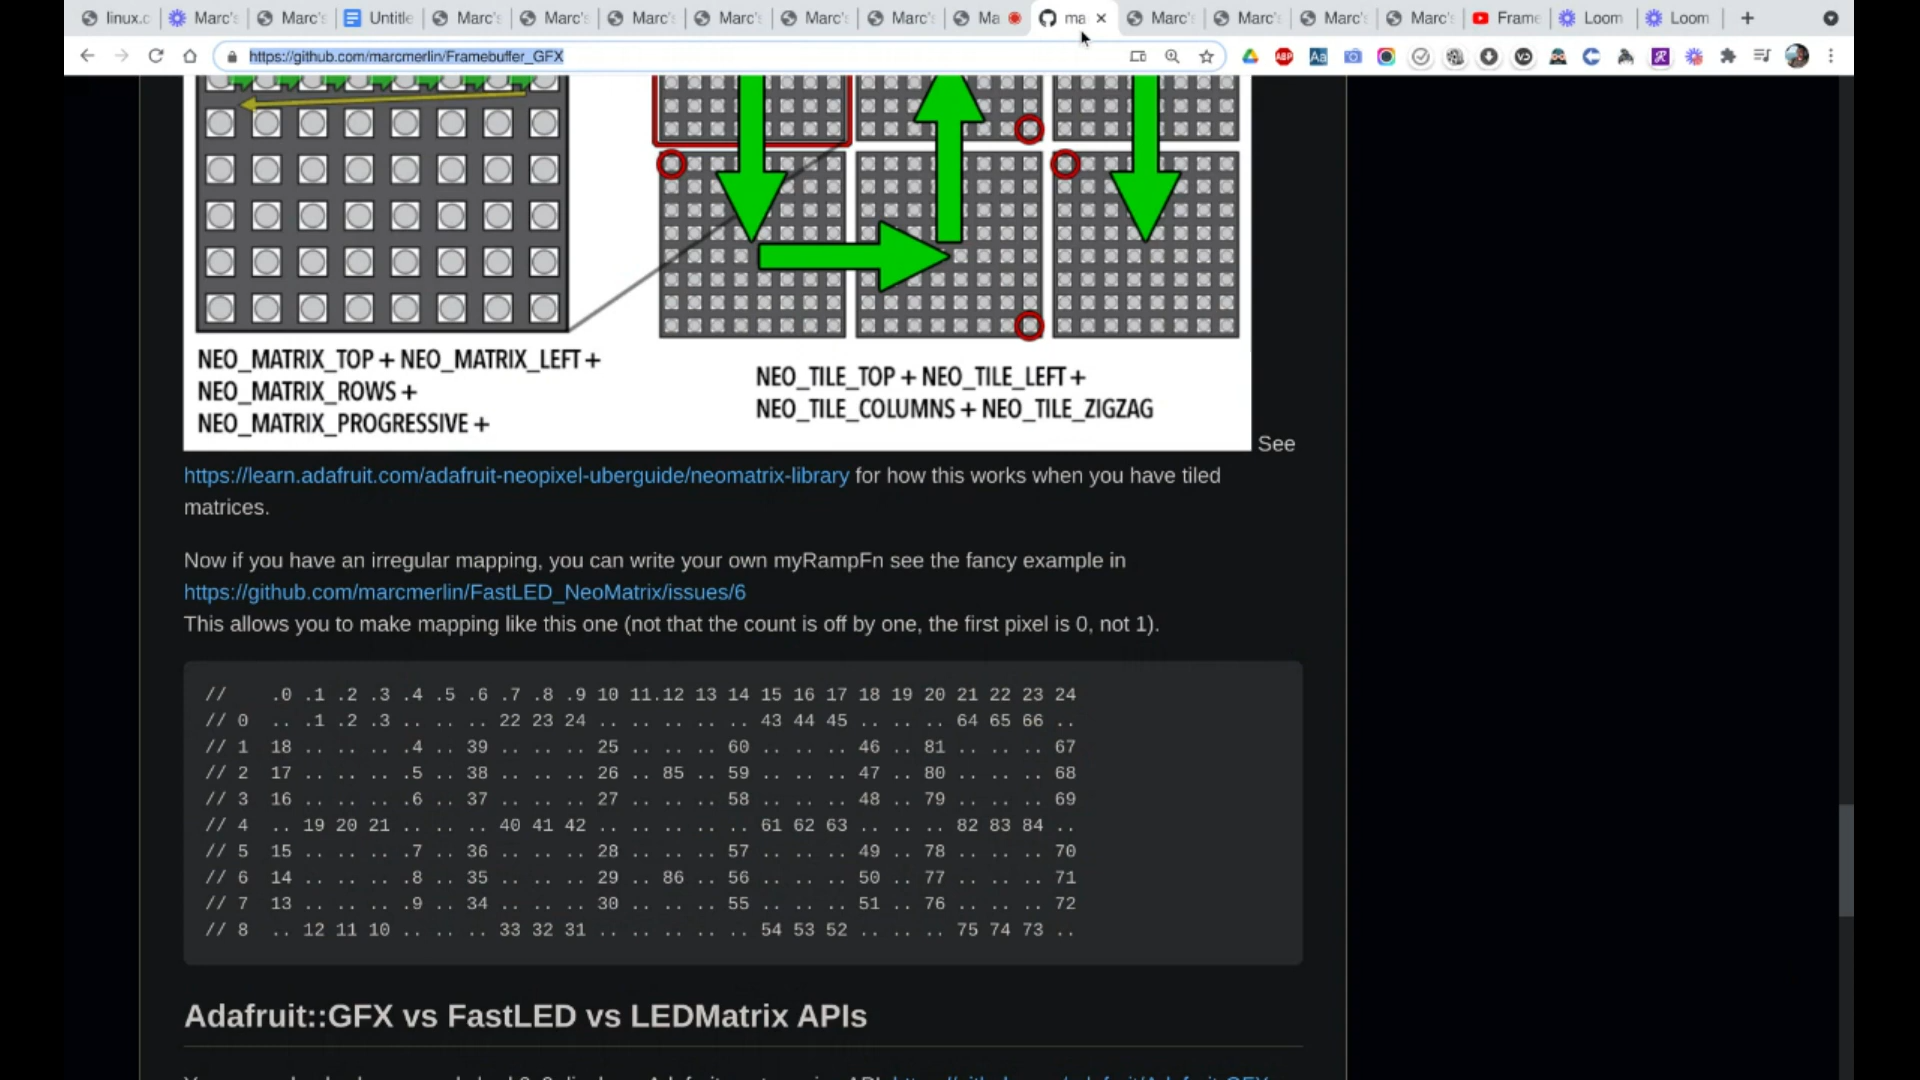 linux.c
Marc's
Marc's
Untitle
Marc's
Marc's
Marc's
Marc's
Marc's
Marc's
Ma
ma
Marc's
Marc's
Marc's
Marc's
Frame
Loom
Loom
https://github.com/marcmerlin/Framebuffer_GFX
NEO_MATRIX_TOP + NEO_MATRIX_LEFT +
NEO_MATRIX_ROWS +
NEO_MATRIX_PROGRESSIVE +
NEO_TILE_TOP + NEO_TILE_LEFT +
NEO_TILE_COLUMNS + NEO_TILE_ZIGZAG
See
https://learn.adafruit.com/adafruit-neopixel-uberguide/neomatrix-library for how this works when you have tiled
matrices.
Now if you have an irregular mapping, you can write your own myRampFn see the fancy example in
https://github.com/marcmerlin/FastLED_NeoMatrix/issues/6
This allows you to make mapping like this one (not that the count is off by one, the first pixel is 0, not 1).
// .0 .1 .2 .3 .4 .5 .6 .7 .8 .9 10 11.12 13 14 15 16 17 18 19 20 21 22 23 24
// 0 .. .1 .2 .3 .. .. .. 22 23 24 .. .. .. .. .. 43 44 45 .. .. .. 64 65 66 ..
// 1 18 .. .. .. .4 .. 39 .. .. .. 25 .. .. .. 60 .. .. .. 46 .. 81 .. .. .. 67
// 2 17 .. .. .. .5 .. 38 .. .. .. 26 .. 85 .. 59 .. .. .. 47 .. 80 .. .. .. 68
// 3 16 .. .. .. .6 .. 37 .. .. .. 27 .. .. .. 58 .. .. .. 48 .. 79 .. .. .. 69
// 4 .. 19 20 21 .. .. .. 40 41 42 .. .. .. .. .. 61 62 63 .. .. .. 82 83 84 ..
// 5 15 .. .. .. .7 .. 36 .. .. .. 28 .. .. .. 57 .. .. .. 49 .. 78 .. .. .. 70
// 6 14 .. .. .. .8 .. 35 .. .. .. 29 .. 86 .. 56 .. .. .. 50 .. 77 .. .. .. 71
// 7 13 .. .. .. .9 .. 34 .. .. .. 30 .. .. .. 55 .. .. .. 51 .. 76 .. .. .. 72
// 8 .. 12 11 10 .. .. .. 33 32 31 .. .. .. .. .. 54 53 52 .. .. .. 75 74 73 ..
Adafruit::GFX vs FastLED vs LEDMatrix APIs